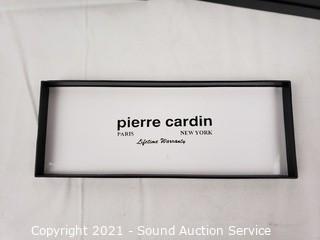 pierre cardin
PARIS NEW YORK
Lifetime Warranty
Copyright 2021 - Sound Auction Service